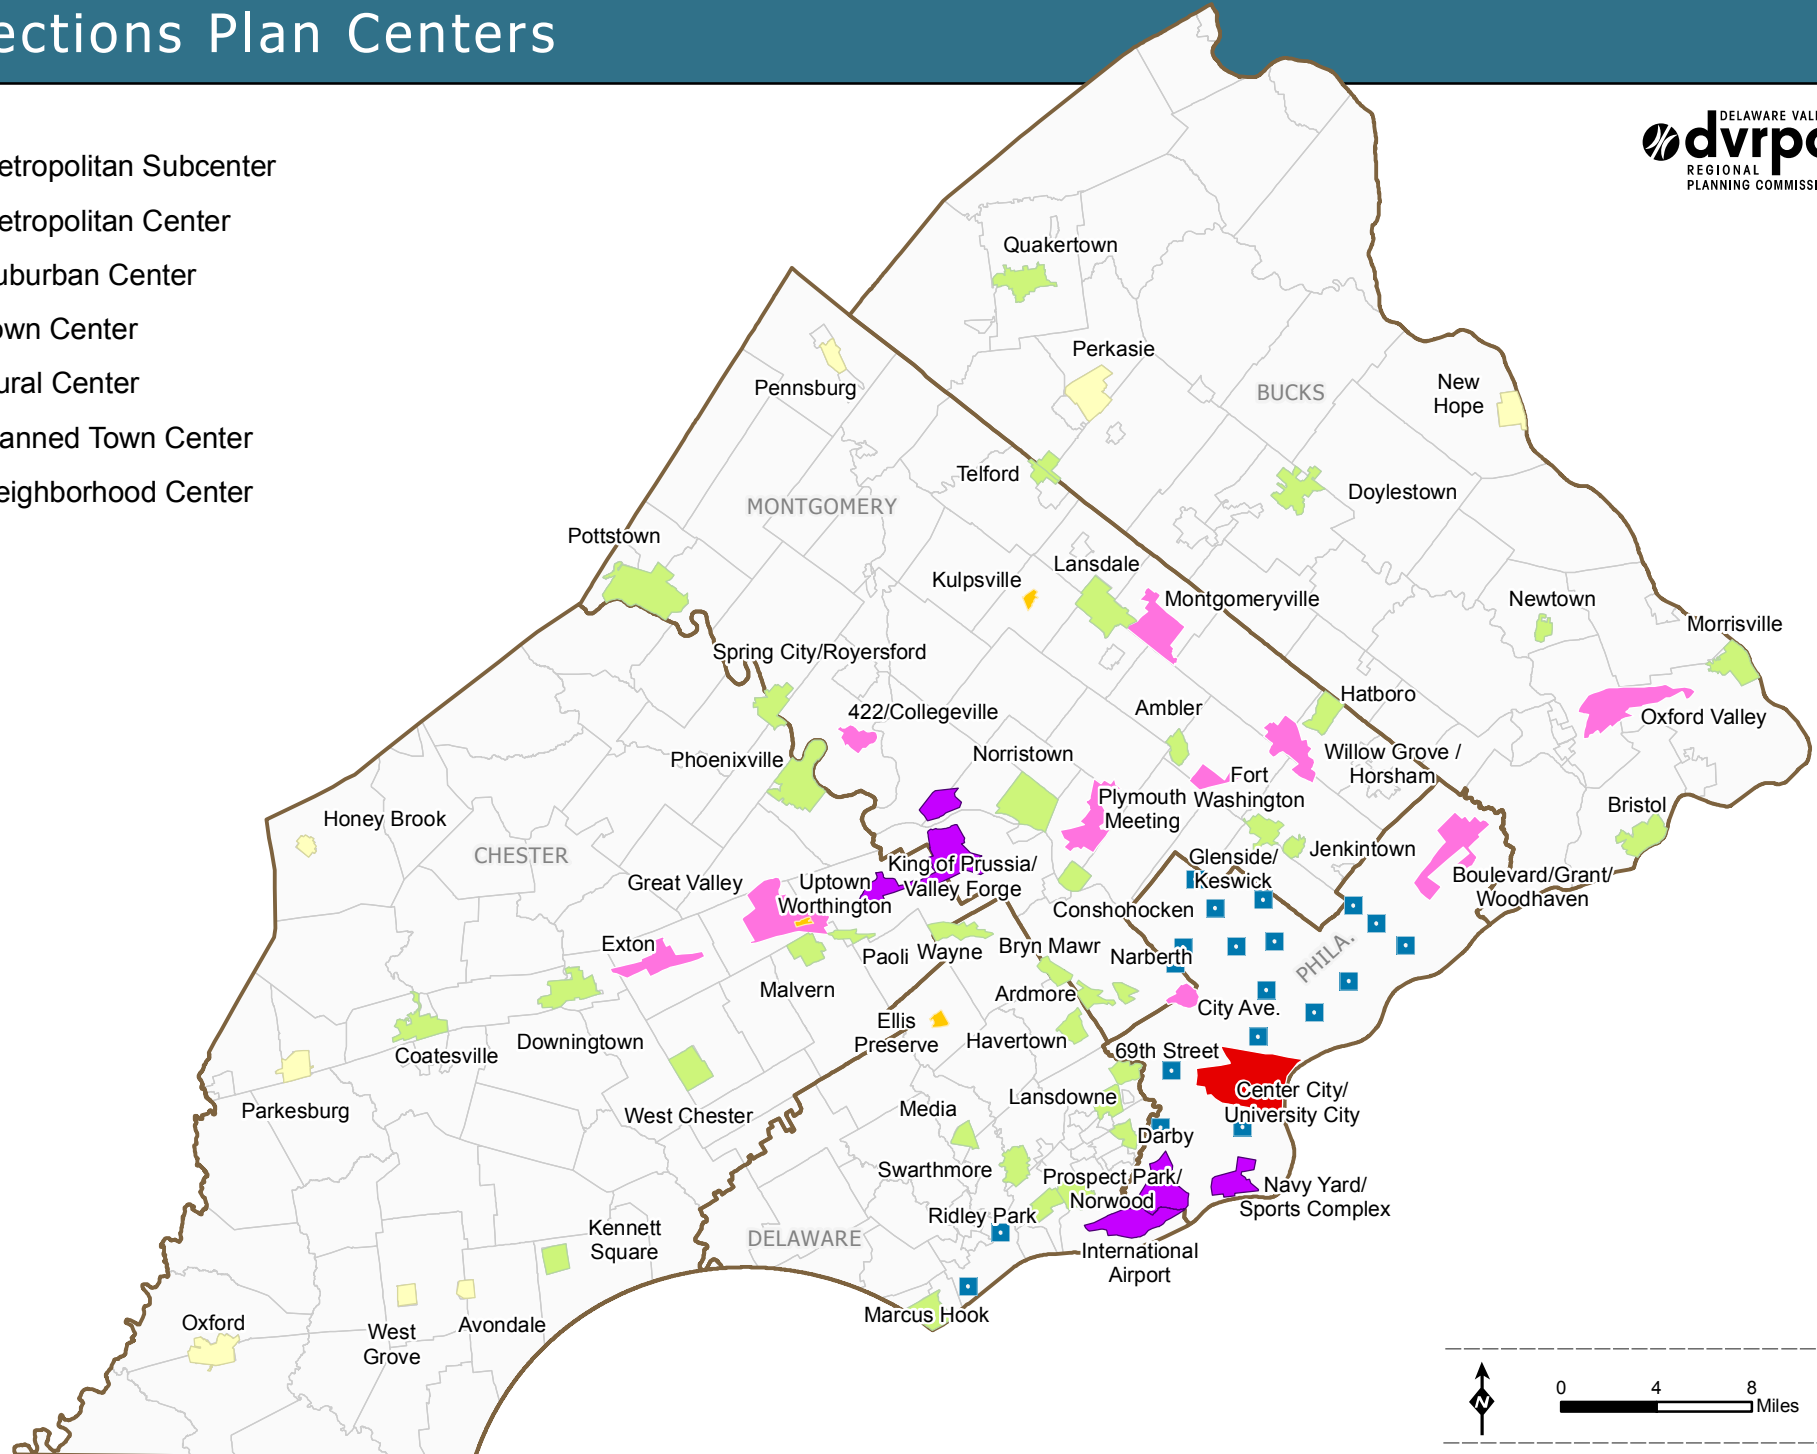 ections Plan Centers
DELAWARE VALL
dvrpc
REGIONAL
PLANNING COMMISSI
etropolitan Subcenter
etropolitan Center
uburban Center
own Center
ural Center
anned Town Center
eighborhood Center
Quakertown
Perkasie
Pennsburg
BUCKS
New
Hope
Telford
Doylestown
MONTGOMERY
Pottstown
Lansdale
Kulpsville
Montgomeryville
Newtown
Morrisville
Spring City/Royersford
Hatboro
422/Collegeville
Ambler
Oxford Valley
Phoenixville
Norristown
Willow Grove /
Horsham
Fort
Washington
Plymouth
Meeting
Bristol
Honey Brook
CHESTER
Jenkintown
Glenside/
Keswick
King of Prussia/
Valley Forge
Great Valley
Uptown
Worthington
Boulevard/Grant/
Woodhaven
Conshohocken
Exton
Paoli
Wayne
Bryn Mawr
Narberth
PHILA.
Malvern
Ardmore
City Ave.
Ellis
Preserve
Havertown
Downingtown
Coatesville
69th Street
Center City/
University City
Parkesburg
West Chester
Media
Lansdowne
Darby
Swarthmore
Prospect Park/
Norwood
Navy Yard/
Sports Complex
Ridley Park
Kennett
Square
DELAWARE
International
Airport
Marcus Hook
Oxford
West
Grove
Avondale
N
0 4 8
Miles